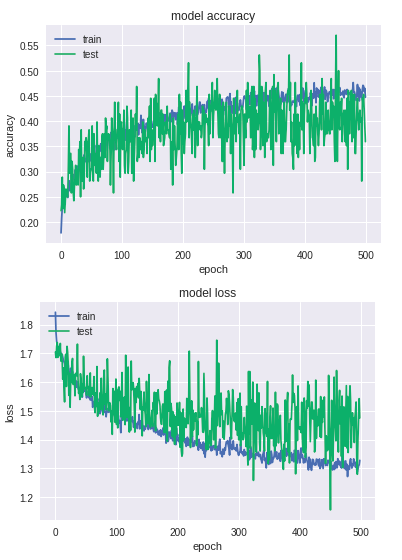 model accuracy
train
test
0.55
0.50
0.45
0.40
0.35
0.30
0.25
0.20
accuracy
0 100 200 300 400 500
epoch
model loss
train
test
1.8
1.7
1.6
1.5
1.4
1.3
1.2
loss
0 100 200 300 400 500
epoch